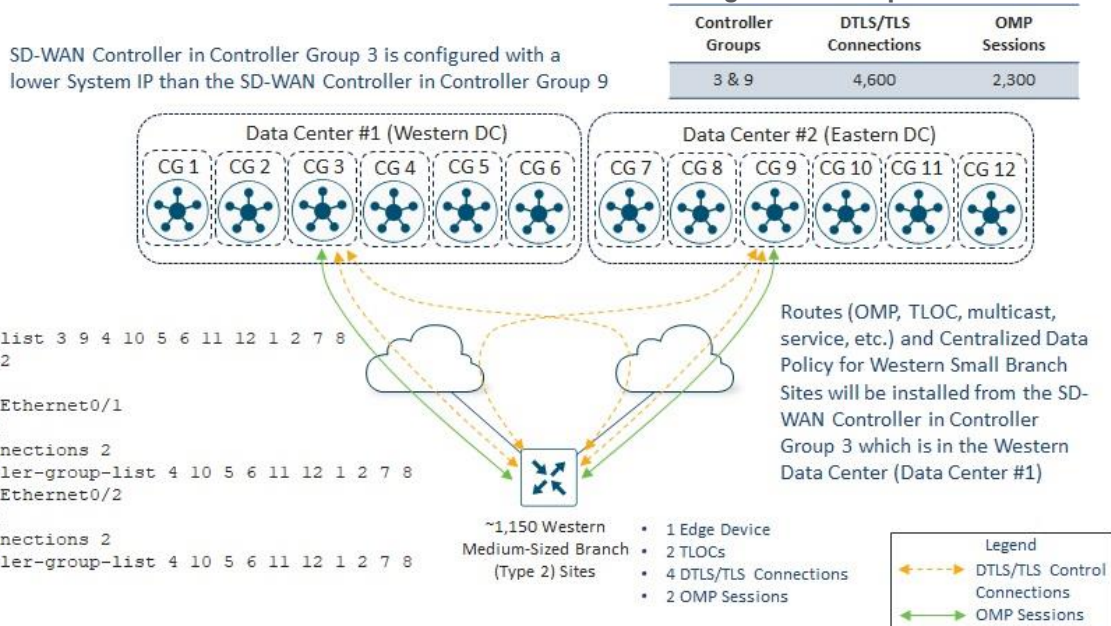 Controller Groups
DTLS/TLS Connections
OMP Sessions
3 & 9
4,600
2,300
SD-WAN Controller in Controller Group 3 is configured with a
lower System IP than the SD-WAN Controller in Controller Group 9
Data Center #1 (Western DC)
Data Center #2 (Eastern DC)
CG 1
CG 2
CG 3
CG 4
CG 5
CG 6
CG 7
CG 8
CG 9
CG 10
CG 11
CG 12
list 3 9 4 10 5 6 11 12 1 2 7 8
2
Ethernet0/1
nections 2
ler-group-list 4 10 5 6 11 12 1 2 7 8
Ethernet0/2
nections 2
ler-group-list 4 10 5 6 11 12 1 2 7 8
Routes (OMP, TLOC, multicast,
service, etc.) and Centralized Data
Policy for Western Small Branch
Sites will be installed from the SD-
WAN Controller in Controller
Group 3 which is in the Western
Data Center (Data Center #1)
~1,150 Western
Medium-Sized Branch
(Type 2) Sites
• 1 Edge Device
• 2 TLOCs
• 4 DTLS/TLS Connections
• 2 OMP Sessions
Legend
DTLS/TLS Control
Connections
OMP Sessions